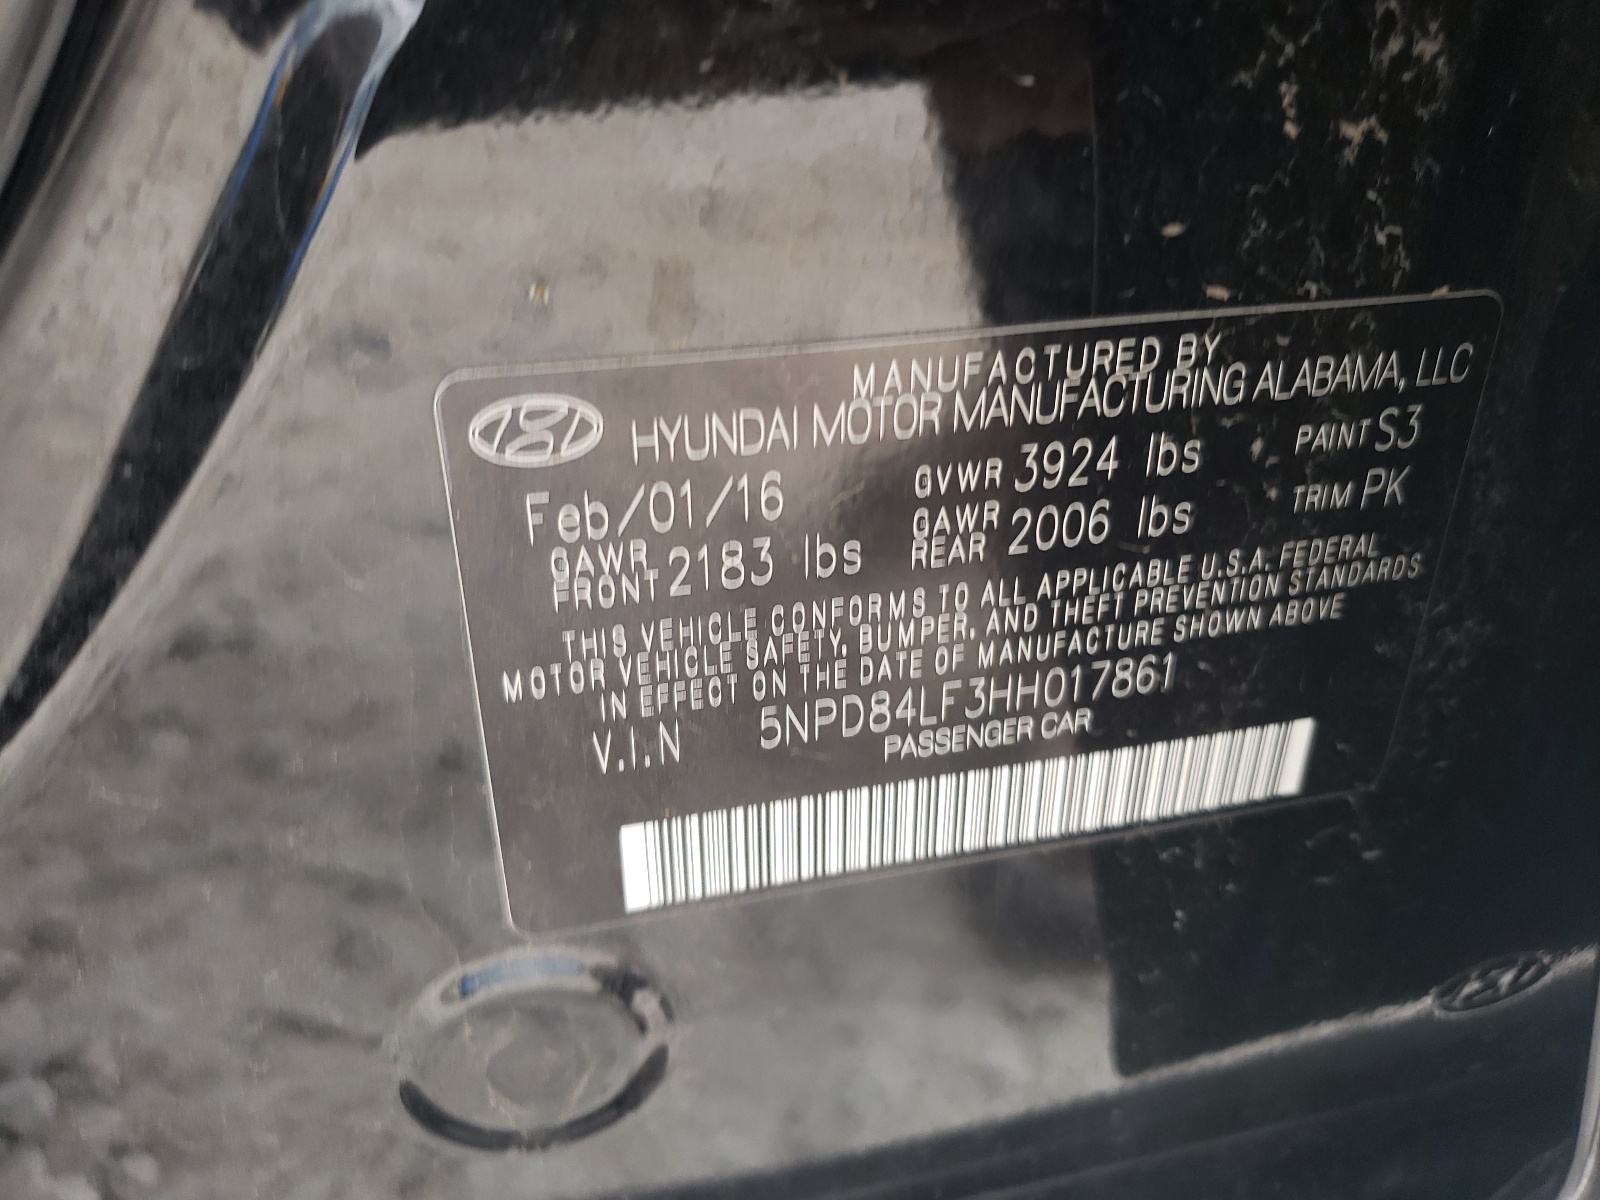 MANUFACTURED BY
HYUNDAI MOTOR MANUFACTURING ALABAMA, LLC
Feb/01/16 GVWR 3924 lbs PAINT S3
GAWR FRONT 2183 lbs GAWR REAR 2006 lbs TRIM PK
THIS VEHICLE CONFORMS TO ALL APPLICABLE U.S.A. FEDERAL
MOTOR VEHICLE SAFETY, BUMPER, AND THEFT PREVENTION STANDARDS
IN EFFECT ON THE DATE OF MANUFACTURE SHOWN ABOVE
V.I.N 5NPD84LF3HH017861
PASSENGER CAR